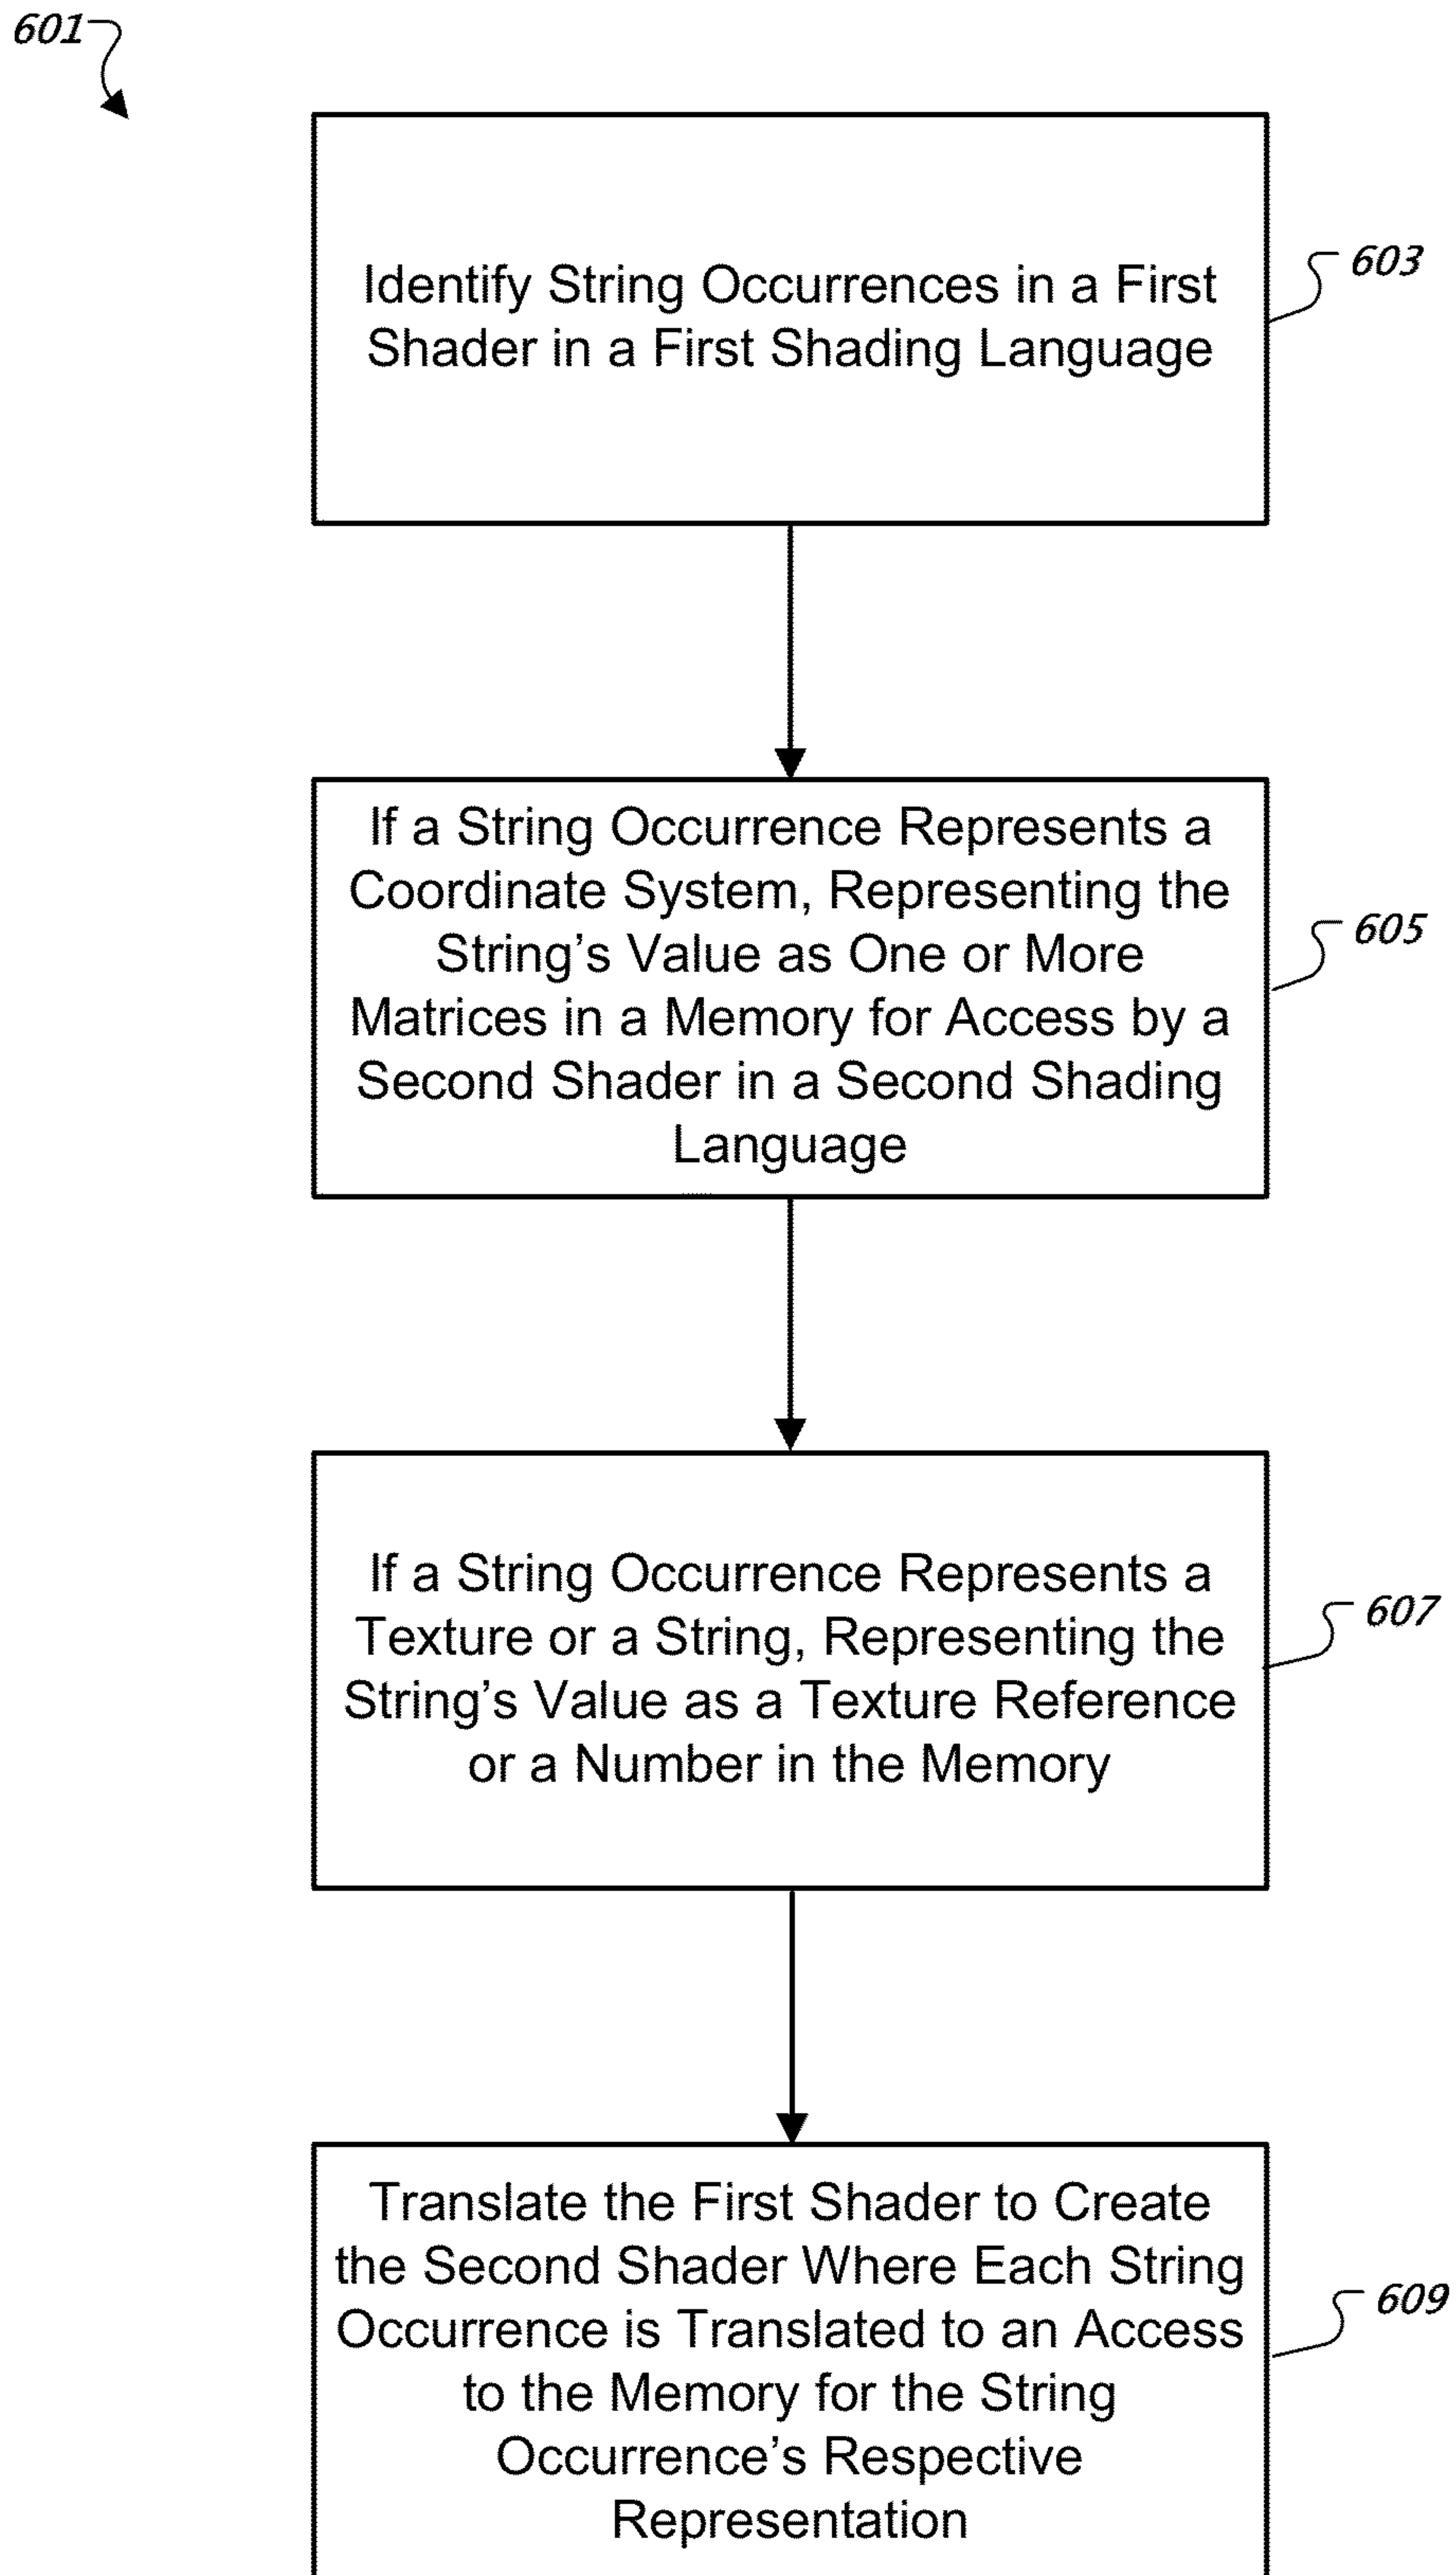 601
Identify String Occurrences in a First
Shader in a First Shading Language
603
If a String Occurrence Represents a
Coordinate System, Representing the
String’s Value as One or More
Matrices in a Memory for Access by a
Second Shader in a Second Shading
Language
605
If a String Occurrence Represents a
Texture or a String, Representing the
String’s Value as a Texture Reference
or a Number in the Memory
607
Translate the First Shader to Create
the Second Shader Where Each String
Occurrence is Translated to an Access
to the Memory for the String
Occurrence’s Respective
Representation
609